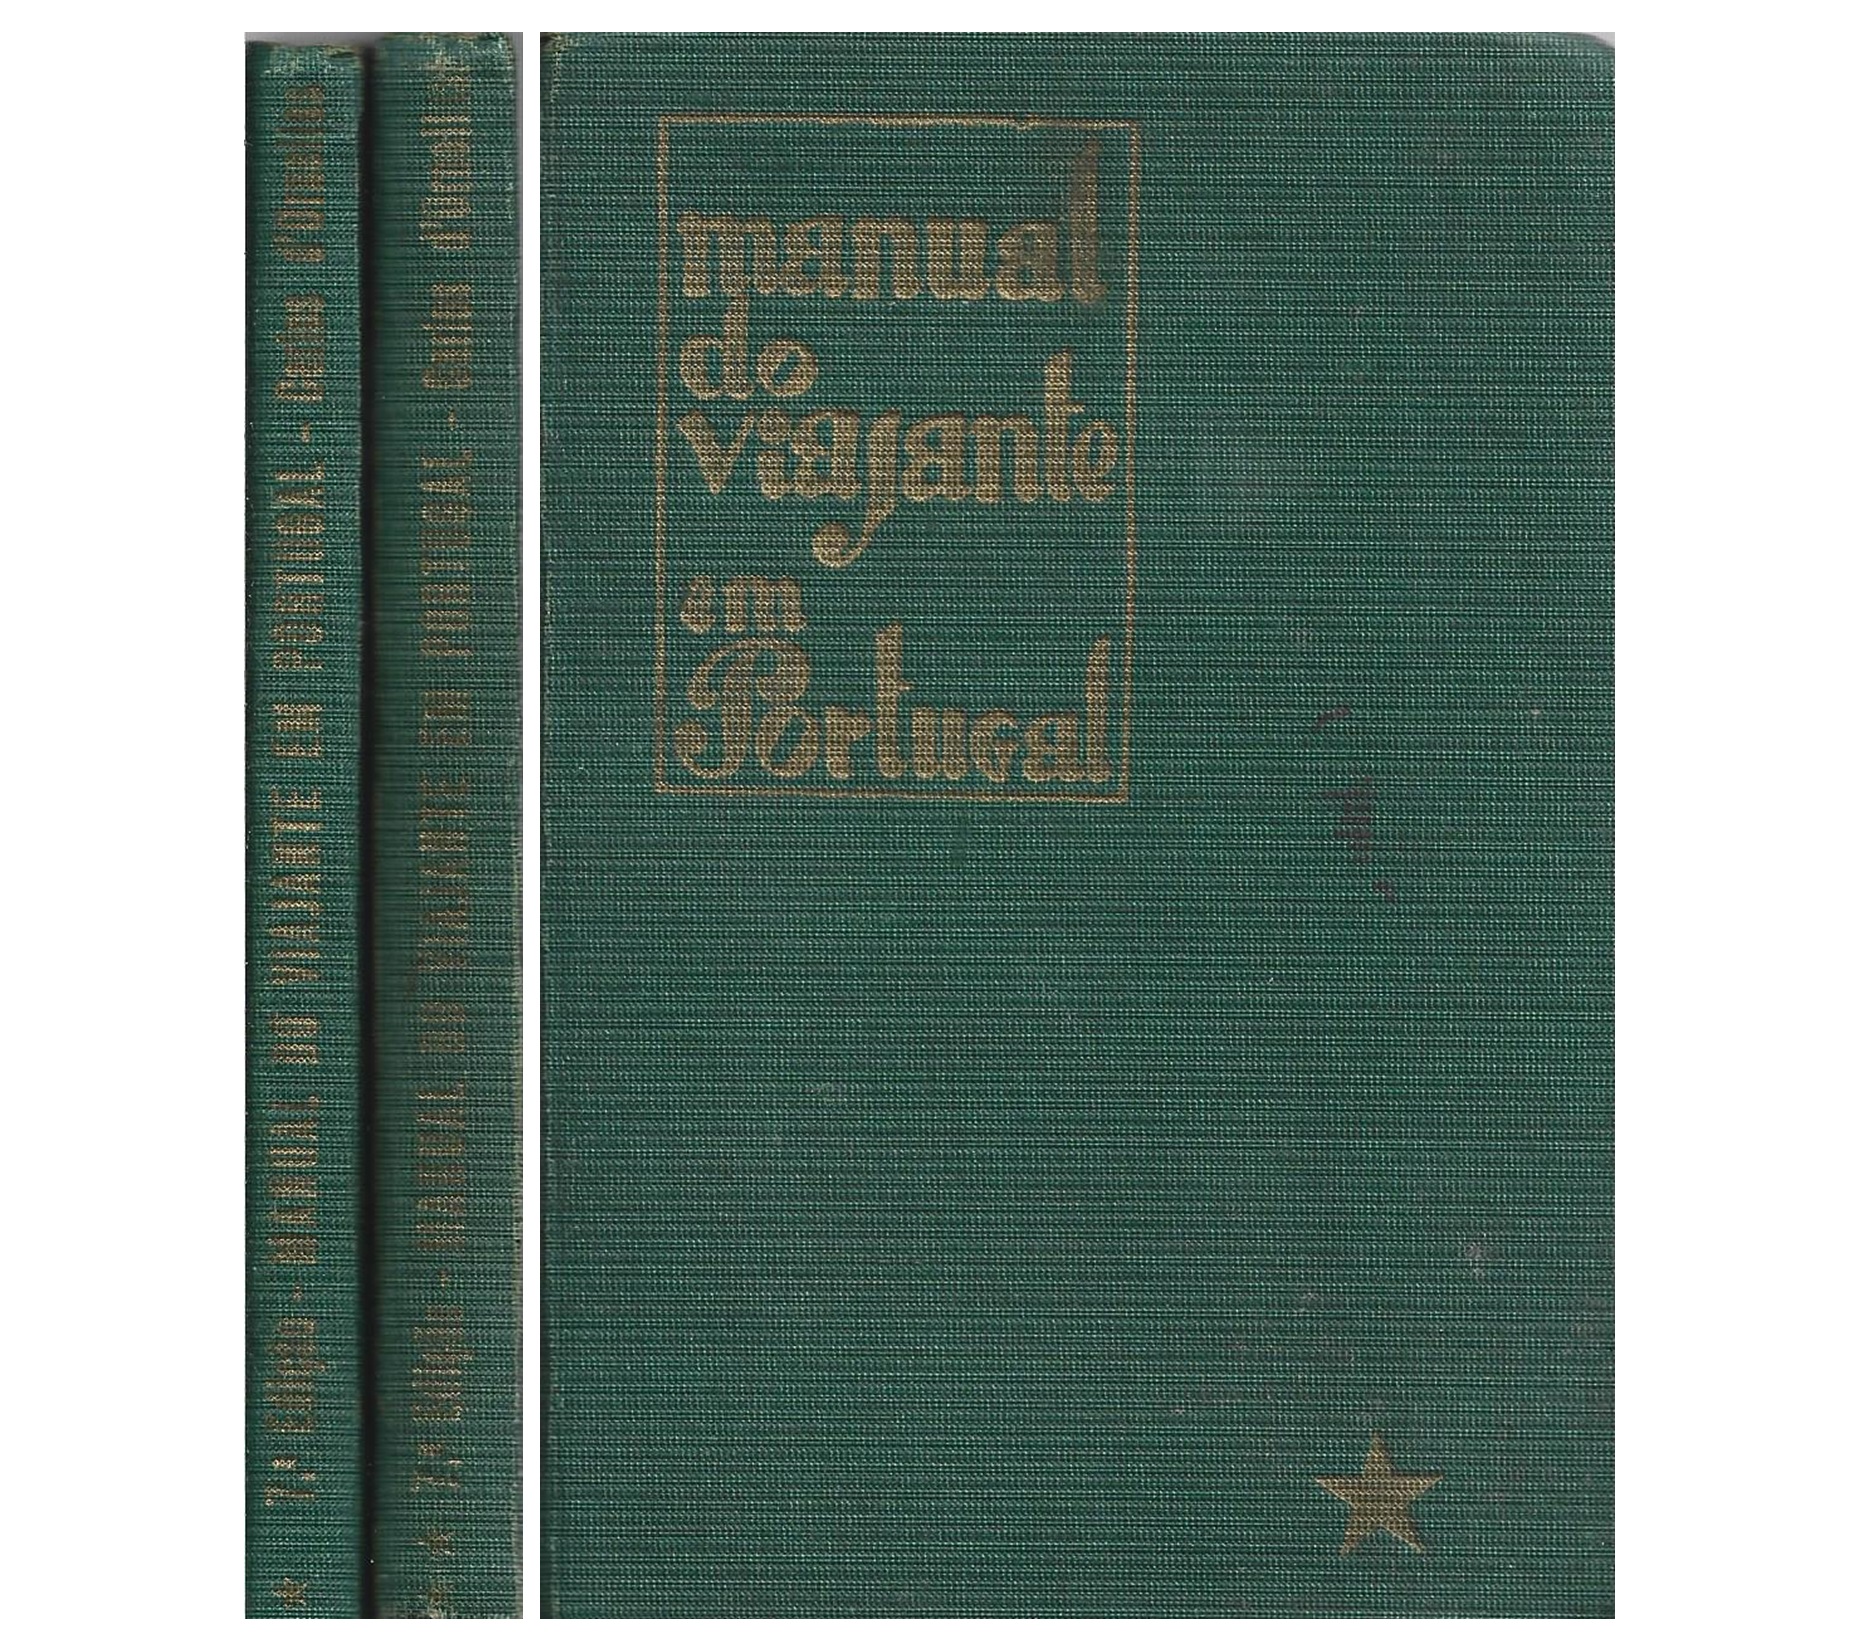 * 7.ª Edição - MANUAL DO VIAJANTE EM PORTUGAL - Carlos d'Ornellas
* * 7.ª Edição - MANUAL DO VIAJANTE EM PORTUGAL - Carlos d'Ornellas
manual
do
viajante
em
Portugal